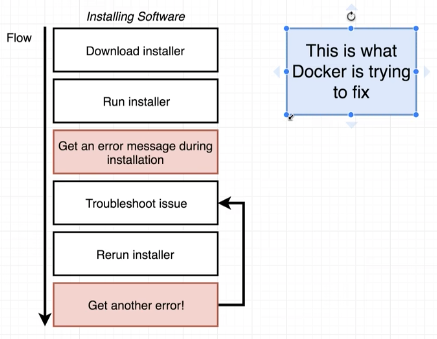 Installing Software
Flow
Download installer
Run installer
Get an error message during
installation
Troubleshoot issue
Rerun installer
Get another error!
This is what
Docker is trying
to fix